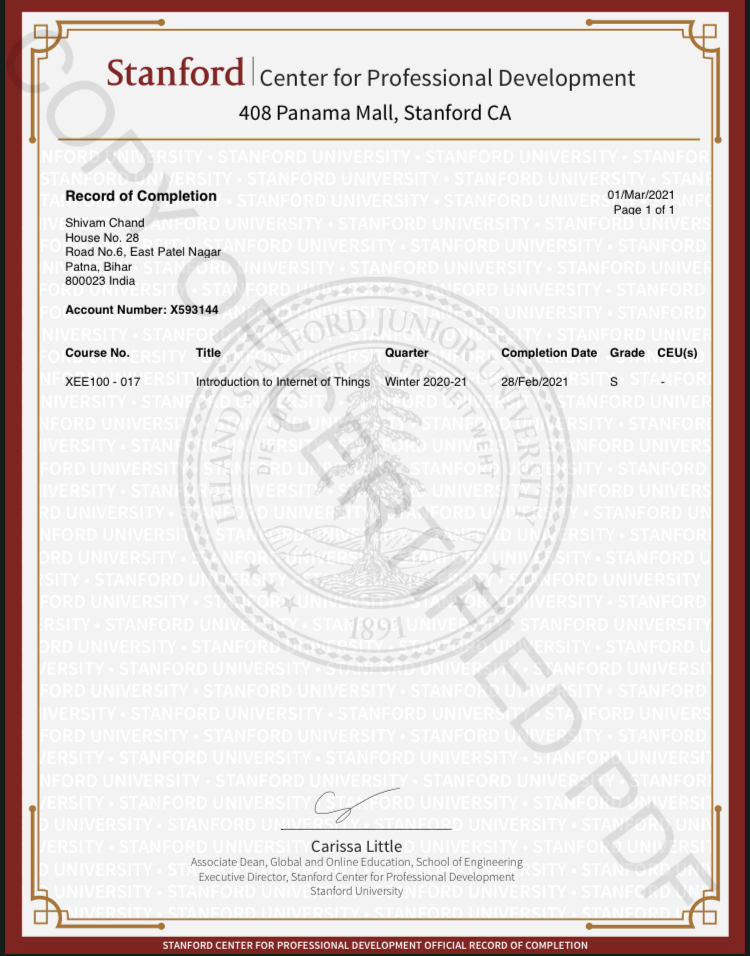 Stanford | Center for Professional Development
408 Panama Mall, Stanford CA
Record of Completion
01/Mar/2021
Page 1 of 1
Shivam Chand
House No. 28
Road No.6, East Patel Nagar
Patna, Bihar
800023 India
Account Number: X593144
Course No. Title Quarter Completion Date Grade CEU(s)
XEE100 - 017 Introduction to Internet of Things Winter 2020-21 28/Feb/2021 S -
LELAND STANFORD JUNIOR UNIVERSITY
DIE LUFT DER FREIHEIT WEHT
1891
COPY OF CERTIFIED PDF
Carissa Little
Associate Dean, Global and Online Education, School of Engineering
Executive Director, Stanford Center for Professional Development
Stanford University
STANFORD CENTER FOR PROFESSIONAL DEVELOPMENT OFFICIAL RECORD OF COMPLETION